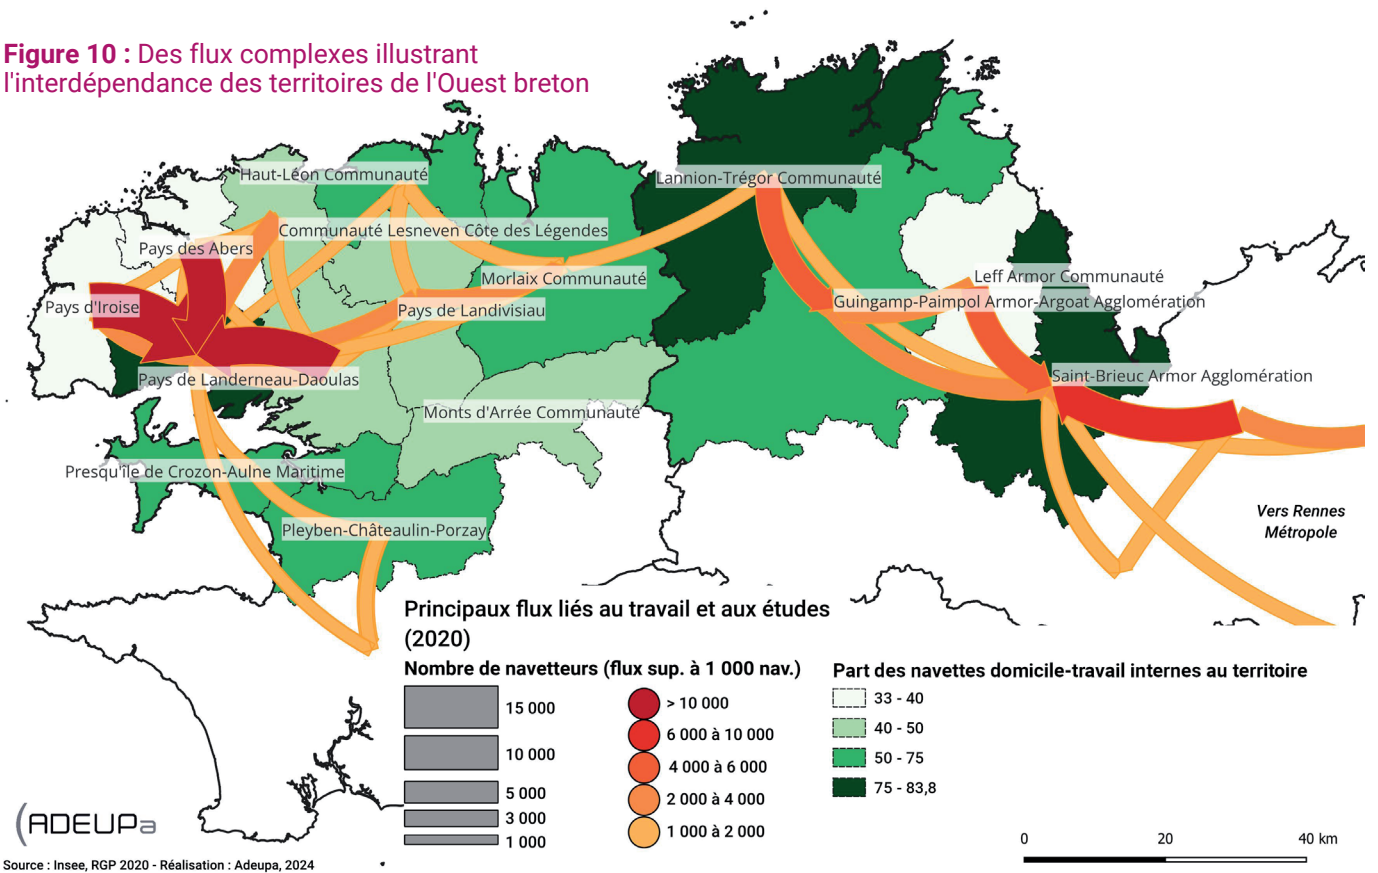 Figure 10 : Des flux complexes illustrant
l'interdépendance des territoires de l'Ouest breton
Haut-Léon Communauté
Lannion-Trégor Communauté
Communauté Lesneven Côte des Légendes
Pays des Abers
Morlaix Communauté
Leff Armor Communauté
Pays d'Iroise
Pays de Landivisiau
Guingamp-Paimpol Armor-Argoat Agglomération
Pays de Landerneau-Daoulas
Saint-Brieuc Armor Agglomération
Monts d'Arrée Communauté
Presqu'île de Crozon-Aulne Maritime
Pleyben-Châteaulin-Porzay
Vers Rennes
Métropole
Principaux flux liés au travail et aux études
(2020)
Nombre de navetteurs (flux sup. à 1 000 nav.)
15 000
10 000
5 000
3 000
1 000
> 10 000
6 000 à 10 000
4 000 à 6 000
2 000 à 4 000
1 000 à 2 000
Part des navettes domicile-travail internes au territoire
33 - 40
40 - 50
50 - 75
75 - 83,8
0 20 40 km
ADEUPa
Source : Insee, RGP 2020 - Réalisation : Adeupa, 2024